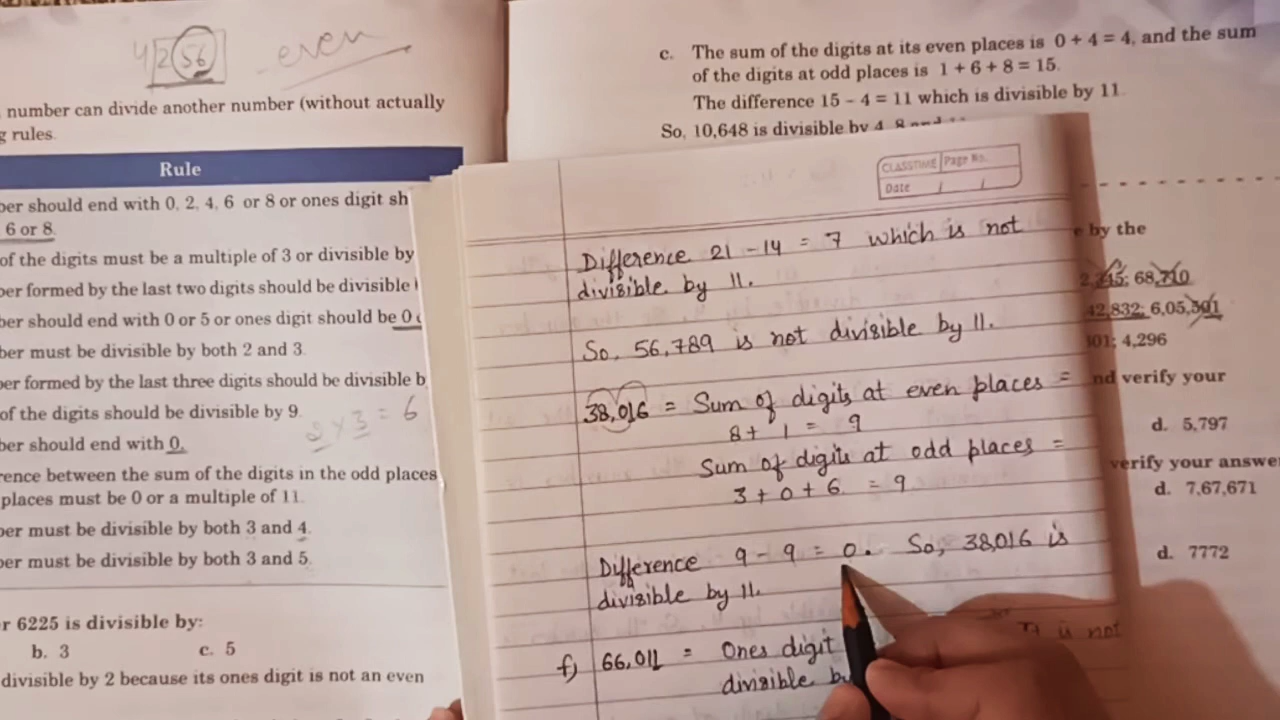 4 2 56 even
number can divide another number (without actually
g rules.
Rule
ber should end with 0, 2, 4, 6 or 8 or ones digit sh
6 or 8.
of the digits must be a multiple of 3 or divisible by
ber formed by the last two digits should be divisible
ber should end with 0 or 5 or ones digit should be 0
ber must be divisible by both 2 and 3.
ber formed by the last three digits should be divisible b
of the digits should be divisible by 9.
2 × 3 = 6
ber should end with 0.
rence between the sum of the digits in the odd places
places must be 0 or a multiple of 11.
ber must be divisible by both 3 and 4.
ber must be divisible by both 3 and 5.
r 6225 is divisible by:
b. 3 c. 5
divisible by 2 because its ones digit is not an even
c. The sum of the digits at its even places is 0 + 4 = 4, and the sum
of the digits at odd places is 1 + 6 + 8 = 15.
The difference 15 – 4 = 11 which is divisible by 11.
So, 10,648 is divisible by 4, 8 and
CLASSTIME Page No.
Date / /
Difference 21 - 14 = 7 which is not
divisible by 11.
So, 56,789 is not divisible by 11.
38,016 = Sum of digits at even places =
8 + 1 = 9
Sum of digits at odd places =
3 + 0 + 6 = 9
Difference 9 - 9 = 0. So, 38,016 is
divisible by 11.
f) 66,011 = Ones digit is not
divisible by
e by the
2,745; 68,710
42,832; 6,05,501
301; 4,296
nd verify your
d. 5,797
verify your answe
d. 7,67,671
d. 7772